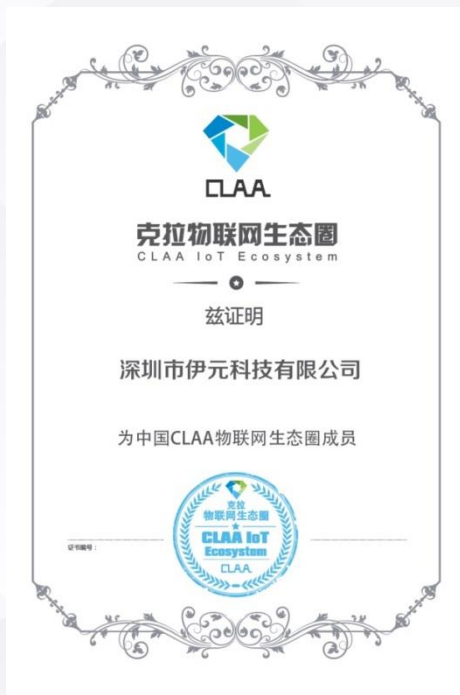 CLAA
克拉物联网生态圈
CLAA IoT Ecosystem
兹证明
深圳市伊元科技有限公司
为中国CLAA物联网生态圈成员
克拉
物联网生态圈
CLAA IoT
Ecosystem
CLAA
证书编号：